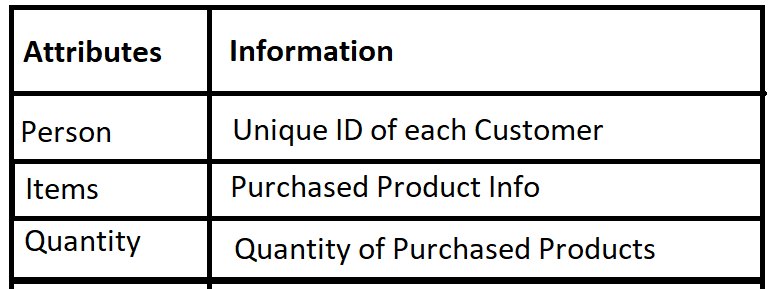 Attributes Information
Person Unique ID of each Customer
Items Purchased Product Info
Quantity Quantity of Purchased Products